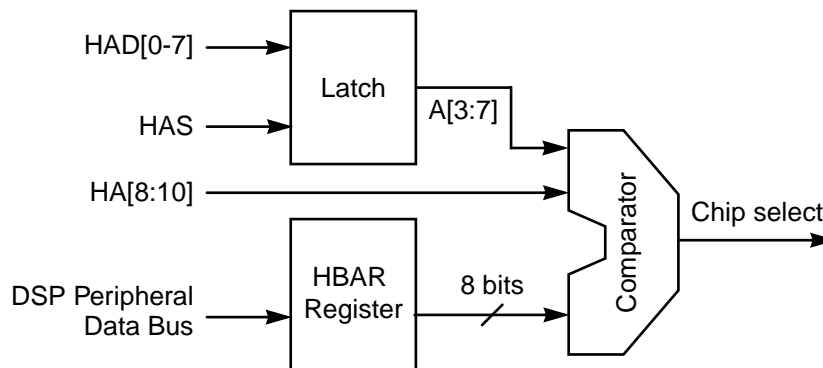 HAD[0-7]
Latch
HAS
A[3:7]
HA[8:10]
Comparator
Chip select
DSP Peripheral
Data Bus
HBAR
Register
8 bits